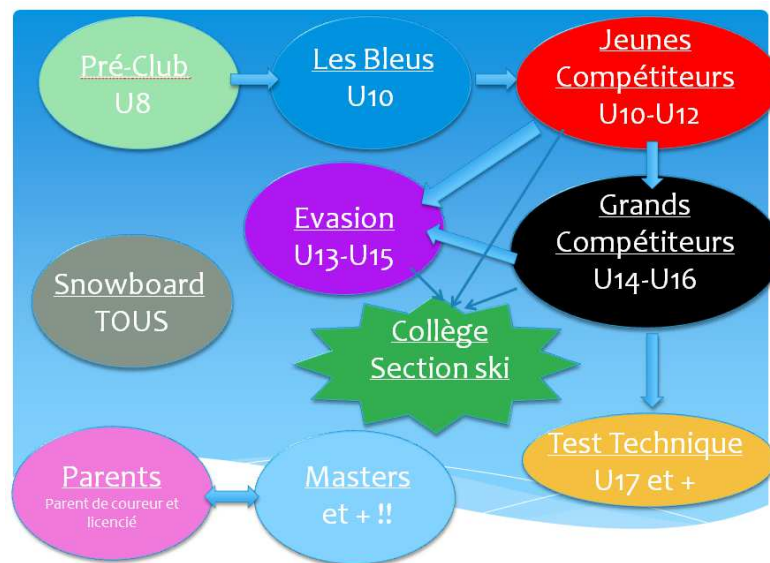 Pré-Club
U8
Les Bleus
U10
Jeunes
Compétiteurs
U10-U12
Evasion
U13-U15
Grands
Compétiteurs
U14-U16
Snowboard
TOUS
Collège
Section ski
Test Technique
U17 et +
Parents
Parent de coureur et
licencié
Masters
et + !!